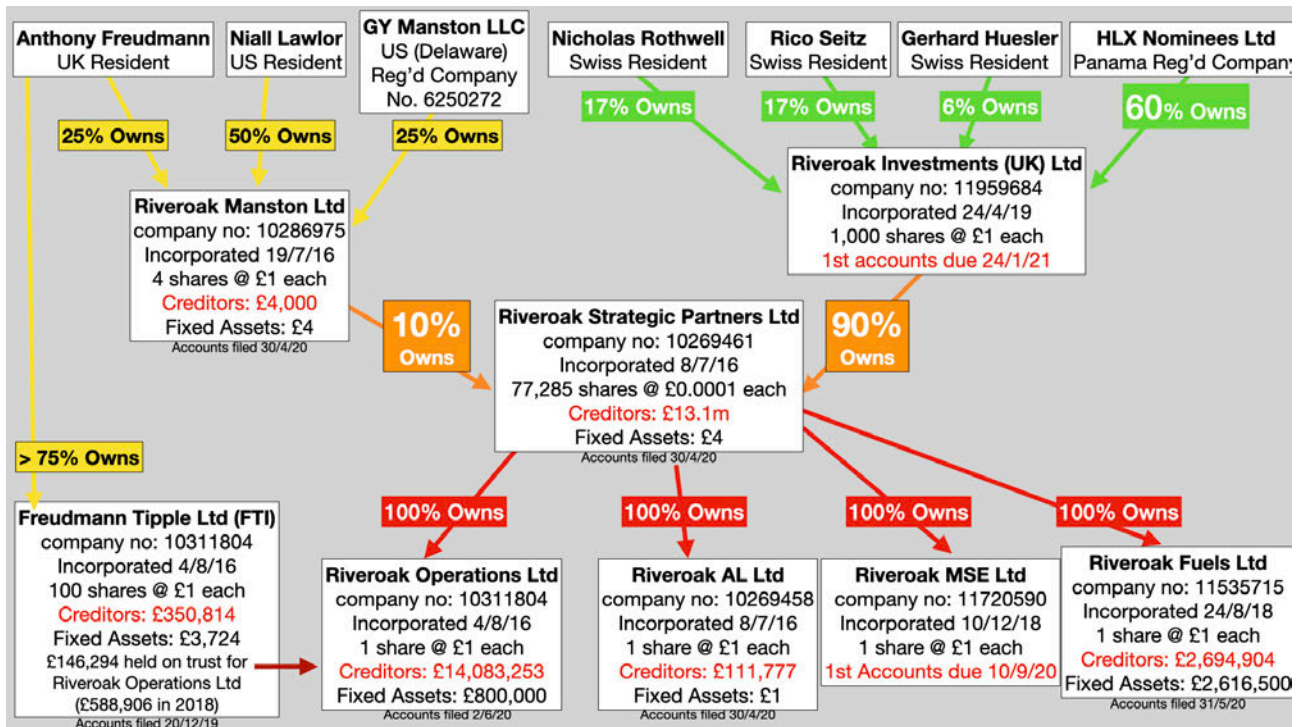 Anthony Freudmann
UK Resident
Niall Lawlor
US Resident
GY Manston LLC
US (Delaware)
Reg'd Company
No. 6250272
Nicholas Rothwell
Swiss Resident
Rico Seitz
Swiss Resident
Gerhard Huesler
Swiss Resident
HLX Nominees Ltd
Panama Reg'd Company
25% Owns
50% Owns
25% Owns
17% Owns
17% Owns
6% Owns
60% Owns
Riveroak Manston Ltd
company no: 10286975
Incorporated 19/7/16
4 shares @ £1 each
Creditors: £4,000
Fixed Assets: £4
Accounts filed 30/4/20
Riveroak Investments (UK) Ltd
company no: 11959684
Incorporated 24/4/19
1,000 shares @ £1 each
1st accounts due 24/1/21
10%
Owns
90%
Owns
Riveroak Strategic Partners Ltd
company no: 10269461
Incorporated 8/7/16
77,285 shares @ £0.0001 each
Creditors: £13.1m
Fixed Assets: £4
Accounts filed 30/4/20
> 75% Owns
100% Owns
100% Owns
100% Owns
100% Owns
Freudmann Tipple Ltd (FTI)
company no: 10311804
Incorporated 4/8/16
100 shares @ £1 each
Creditors: £350,814
Fixed Assets: £3,724
£146,294 held on trust for
Riveroak Operations Ltd
(£588,906 in 2018)
Accounts filed 20/12/19
Riveroak Operations Ltd
company no: 10311804
Incorporated 4/8/16
1 share @ £1 each
Creditors: £14,083,253
Fixed Assets: £800,000
Accounts filed 2/6/20
Riveroak AL Ltd
company no: 10269458
Incorporated 8/7/16
1 share @ £1 each
Creditors: £111,777
Fixed Assets: £1
Accounts filed 30/4/20
Riveroak MSE Ltd
company no: 11720590
Incorporated 10/12/18
1 share @ £1 each
1st Accounts due 10/9/20
Riveroak Fuels Ltd
company no: 11535715
Incorporated 24/8/18
1 share @ £1 each
Creditors: £2,694,904
Fixed Assets: £2,616,500
Accounts filed 31/5/20